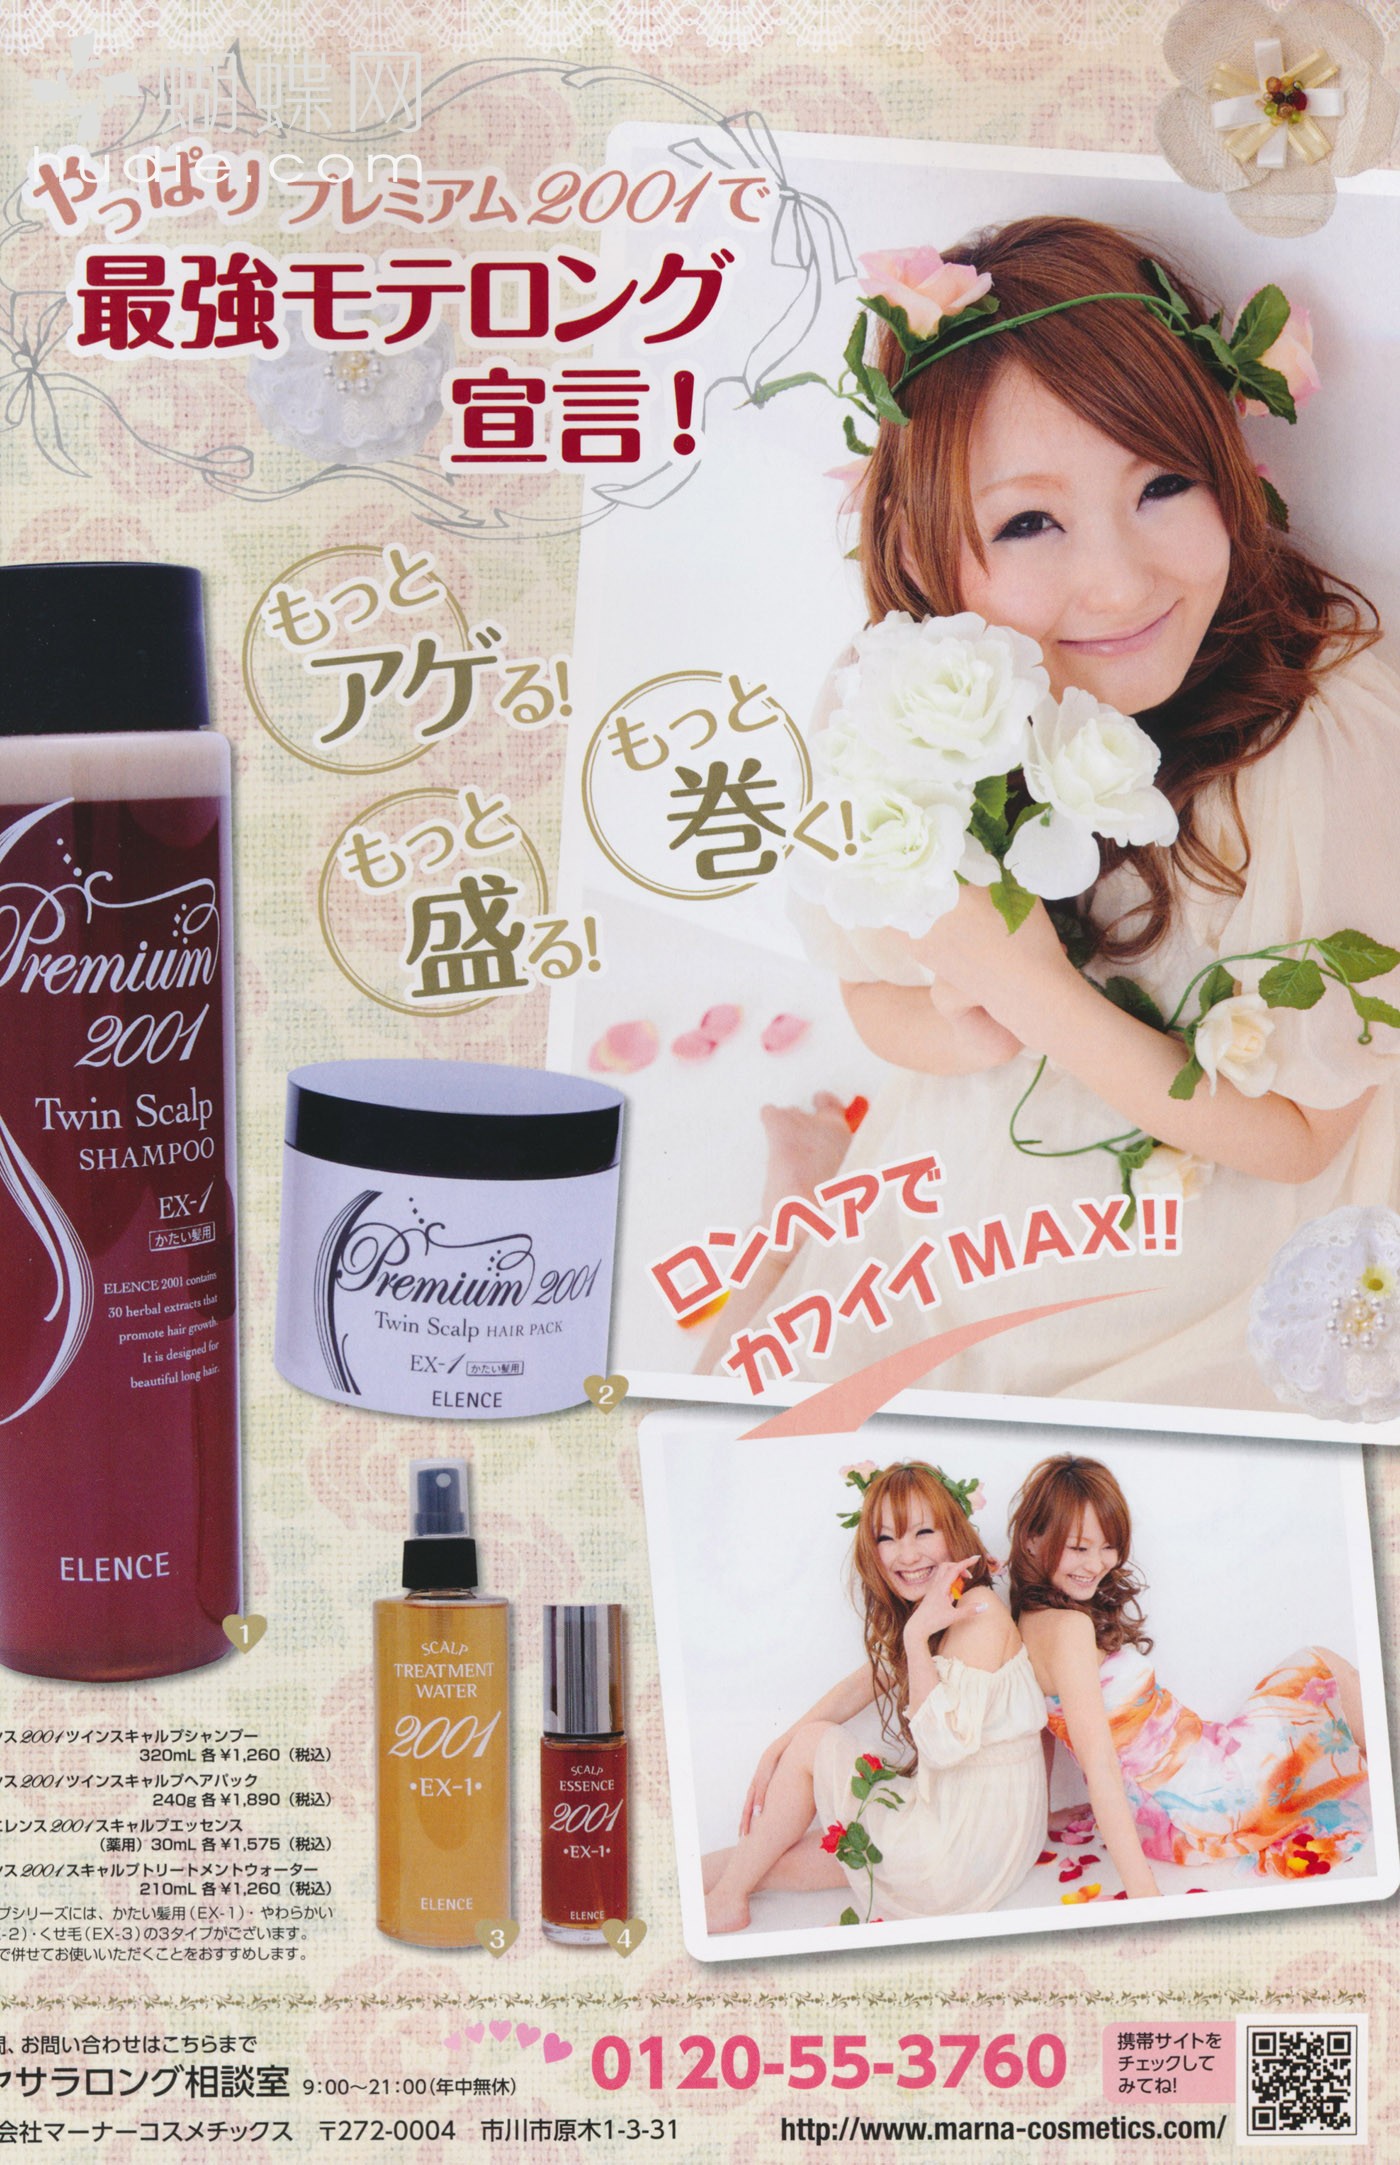 蝴蝶网
hudie.com
やっぱりプレミアム2001で
最強モテロング
宣言!
もっと
アゲる!
もっと
巻く!
もっと
盛る!
Premium
2001
Twin Scalp
SHAMPOO
EX-1
かたい髪用
ELENCE 2001 contains
30 herbal extracts that
promote hair growth.
It is designed for
beautiful long hair.
ELENCE
1
Premium 2001
Twin Scalp HAIR PACK
EX-1 かたい髪用
ELENCE
2
ロンヘアで
カワイイMAX!!
SCALP
TREATMENT
WATER
2001
・EX-1・
ELENCE
3
SCALP
ESSENCE
2001
・EX-1・
ELENCE
4
ンス2001ツインスキャルプシャンプー
320mL 各¥1,260(税込)
ンス2001ツインスキャルプヘアパック
240g 各¥1,890(税込)
エレンス2001スキャルプエッセンス
(薬用)30mL 各¥1,575(税込)
ンス2001スキャルプトリートメントウォーター
210mL 各¥1,260(税込)
プシリーズには、かたい髪用(EX-1)・やわらかい
-2)・くせ毛(EX-3)の3タイプがございます。
で併せてお使いいただくことをおすすめします。
、お問い合わせはこちらまで
サラロング相談室 9:00〜21:00(年中無休)
0120-55-3760
携帯サイトを
チェックして
みてね!
会社マーナーコスメチックス 〒272-0004 市川市原木1-3-31
http://www.marna-cosmetics.com/